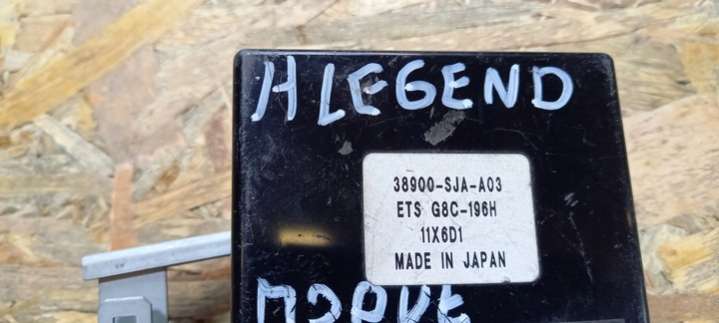 H LEGEND
38900-SJA-A03
ETS G8C-196H
11X6D1
MADE IN JAPAN